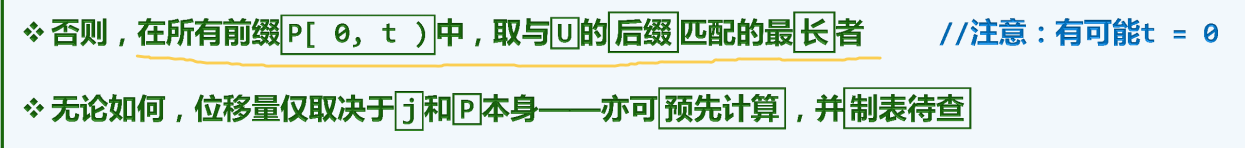 ❖ 否则，在所有前缀P[ 0, t )中，取与U的后缀匹配的最长者 //注意：有可能t = 0
❖ 无论如何，位移量仅取决于j和P本身——亦可预先计算，并制表待查